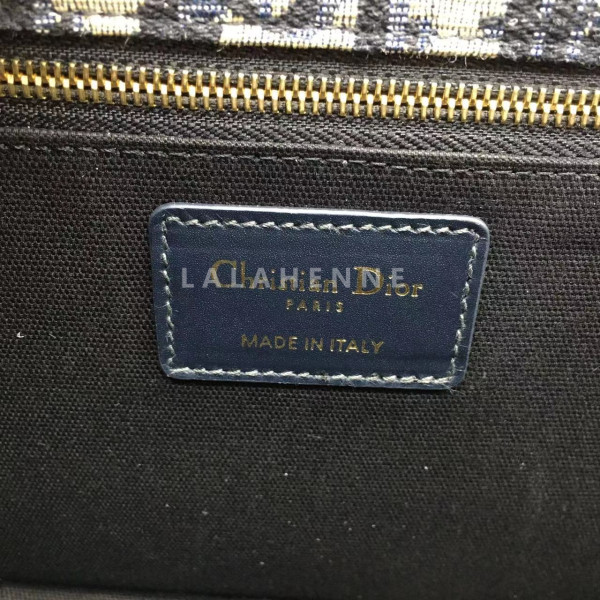 LALAHENNE
Christian Dior
PARIS
MADE IN ITALY